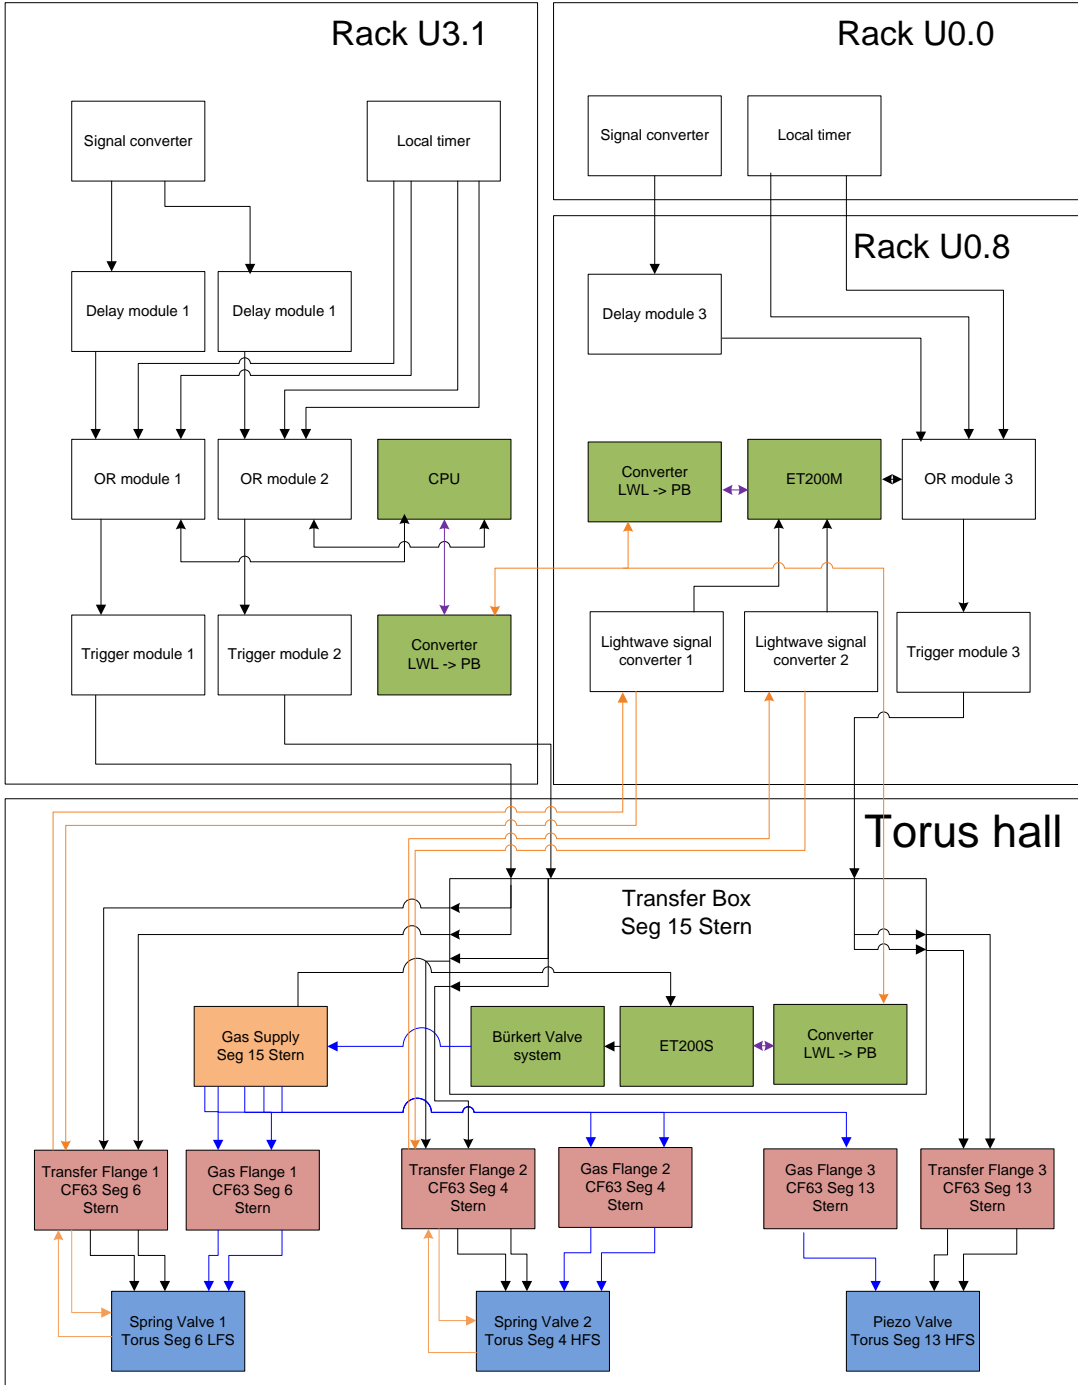 Rack U3.1
Rack U0.0
Signal converter
Local timer
Signal converter
Local timer
Rack U0.8
Delay module 1
Delay module 1
Delay module 3
OR module 1
OR module 2
CPU
Converter
LWL -> PB
ET200M
OR module 3
Trigger module 1
Trigger module 2
Converter
LWL -> PB
Lightwave signal
converter 1
Lightwave signal
converter 2
Trigger module 3
Torus hall
Transfer Box
Seg 15 Stern
Gas Supply
Seg 15 Stern
Bürkert Valve
system
ET200S
Converter
LWL -> PB
Transfer Flange 1
CF63 Seg 6
Stern
Gas Flange 1
CF63 Seg 6
Stern
Transfer Flange 2
CF63 Seg 4
Stern
Gas Flange 2
CF63 Seg 4
Stern
Gas Flange 3
CF63 Seg 13
Stern
Transfer Flange 3
CF63 Seg 13
Stern
Spring Valve 1
Torus Seg 6 LFS
Spring Valve 2
Torus Seg 4 HFS
Piezo Valve
Torus Seg 13 HFS